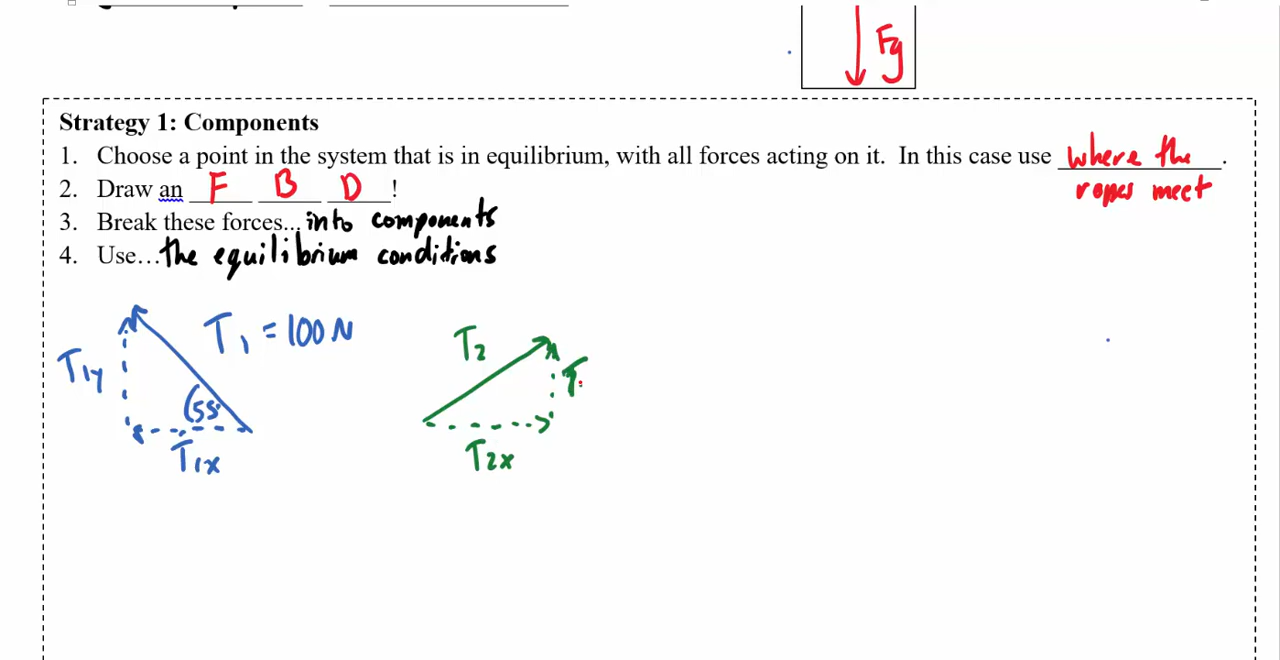 Fg
Strategy 1: Components
1. Choose a point in the system that is in equilibrium, with all forces acting on it. In this case use where the ropes meet.
2. Draw an F B D!
3. Break these forces... into components
4. Use… the equilibrium conditions
T1 = 100 N
T2
T1y
T
55°
T1x
T2x